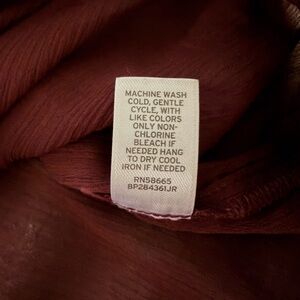 MACHINE WASH
COLD, GENTLE
CYCLE, WITH
LIKE COLORS
ONLY NON-
CHLORINE
BLEACH IF
NEEDED HANG
TO DRY COOL
IRON IF NEEDED
RN58665
BP284361JR